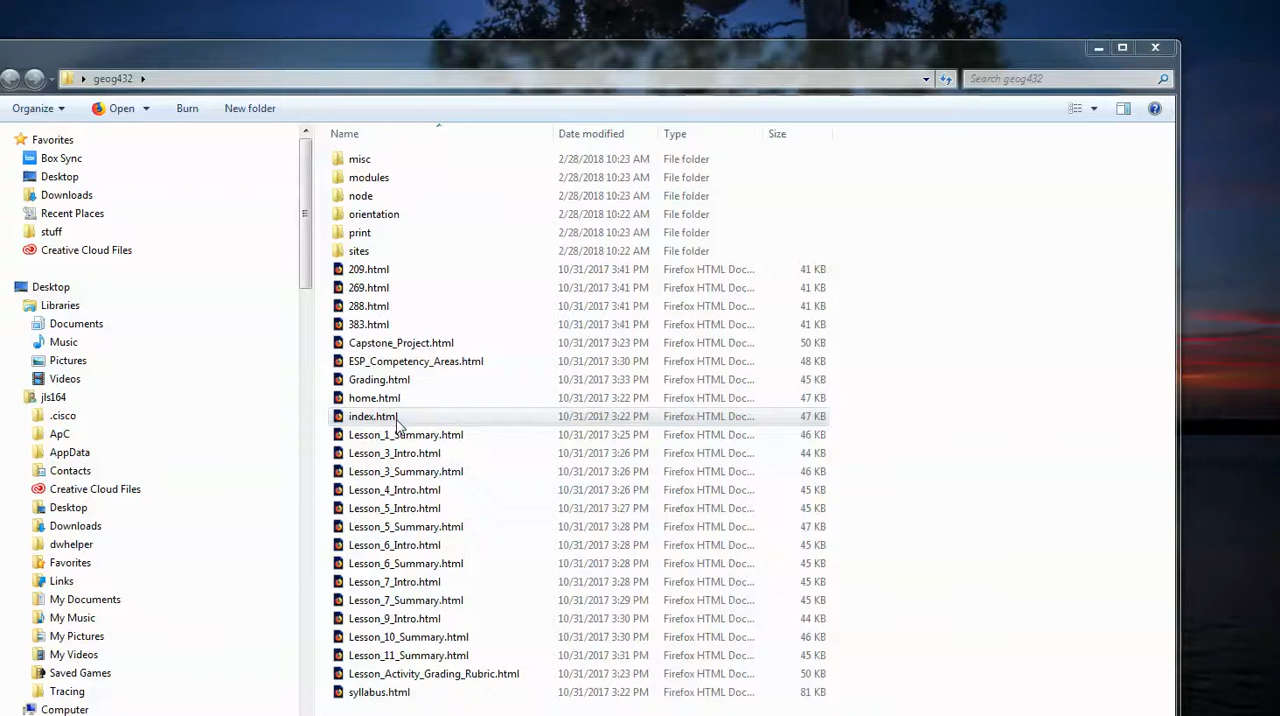 geog432
Search geog432
Organize Open Burn New folder
Name Date modified Type Size
Favorites
Box Sync
Desktop
Downloads
Recent Places
stuff
Creative Cloud Files
Desktop
Libraries
Documents
Music
Pictures
Videos
jls164
.cisco
ApC
AppData
Contacts
Creative Cloud Files
Desktop
Downloads
dwhelper
Favorites
Links
My Documents
My Music
My Pictures
My Videos
Saved Games
Tracing
Computer
misc 2/28/2018 10:23 AM File folder
modules 2/28/2018 10:23 AM File folder
node 2/28/2018 10:23 AM File folder
orientation 2/28/2018 10:22 AM File folder
print 2/28/2018 10:23 AM File folder
sites 2/28/2018 10:22 AM File folder
209.html 10/31/2017 3:41 PM Firefox HTML Doc... 41 KB
269.html 10/31/2017 3:41 PM Firefox HTML Doc... 41 KB
288.html 10/31/2017 3:41 PM Firefox HTML Doc... 41 KB
383.html 10/31/2017 3:41 PM Firefox HTML Doc... 41 KB
Capstone_Project.html 10/31/2017 3:23 PM Firefox HTML Doc... 50 KB
ESP_Competency_Areas.html 10/31/2017 3:30 PM Firefox HTML Doc... 48 KB
Grading.html 10/31/2017 3:33 PM Firefox HTML Doc... 45 KB
home.html 10/31/2017 3:22 PM Firefox HTML Doc... 47 KB
index.html 10/31/2017 3:22 PM Firefox HTML Doc... 47 KB
Lesson_1_Summary.html 10/31/2017 3:25 PM Firefox HTML Doc... 46 KB
Lesson_3_Intro.html 10/31/2017 3:26 PM Firefox HTML Doc... 44 KB
Lesson_3_Summary.html 10/31/2017 3:26 PM Firefox HTML Doc... 46 KB
Lesson_4_Intro.html 10/31/2017 3:26 PM Firefox HTML Doc... 45 KB
Lesson_5_Intro.html 10/31/2017 3:27 PM Firefox HTML Doc... 45 KB
Lesson_5_Summary.html 10/31/2017 3:28 PM Firefox HTML Doc... 47 KB
Lesson_6_Intro.html 10/31/2017 3:28 PM Firefox HTML Doc... 45 KB
Lesson_6_Summary.html 10/31/2017 3:28 PM Firefox HTML Doc... 45 KB
Lesson_7_Intro.html 10/31/2017 3:28 PM Firefox HTML Doc... 45 KB
Lesson_7_Summary.html 10/31/2017 3:29 PM Firefox HTML Doc... 45 KB
Lesson_9_Intro.html 10/31/2017 3:30 PM Firefox HTML Doc... 44 KB
Lesson_10_Summary.html 10/31/2017 3:30 PM Firefox HTML Doc... 46 KB
Lesson_11_Summary.html 10/31/2017 3:31 PM Firefox HTML Doc... 45 KB
Lesson_Activity_Grading_Rubric.html 10/31/2017 3:23 PM Firefox HTML Doc... 50 KB
syllabus.html 10/31/2017 3:22 PM Firefox HTML Doc... 81 KB